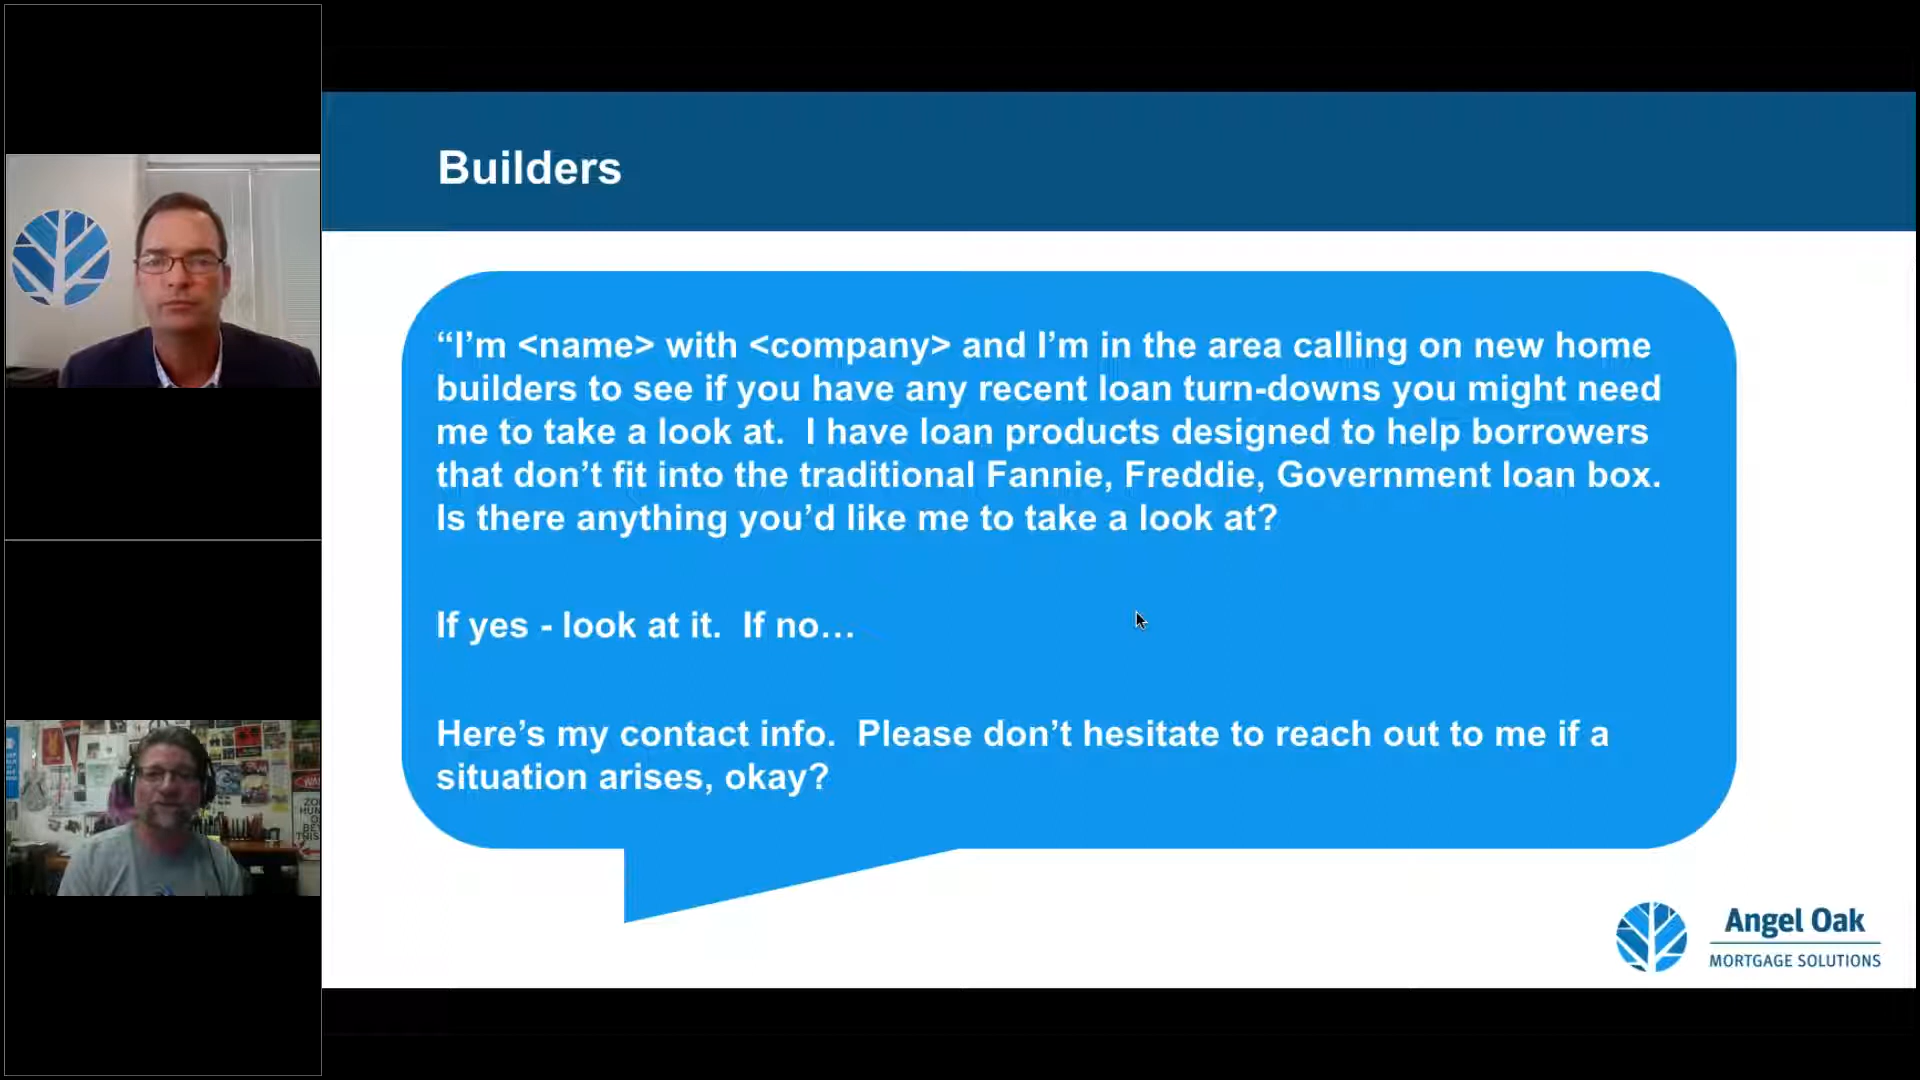 Builders
“I’m <name> with <company> and I’m in the area calling on new home
builders to see if you have any recent loan turn-downs you might need
me to take a look at.  I have loan products designed to help borrowers
that don’t fit into the traditional Fannie, Freddie, Government loan box.
Is there anything you’d like me to take a look at?
If yes - look at it.  If no…
Here’s my contact info.  Please don’t hesitate to reach out to me if a
situation arises, okay?
Angel Oak
MORTGAGE SOLUTIONS